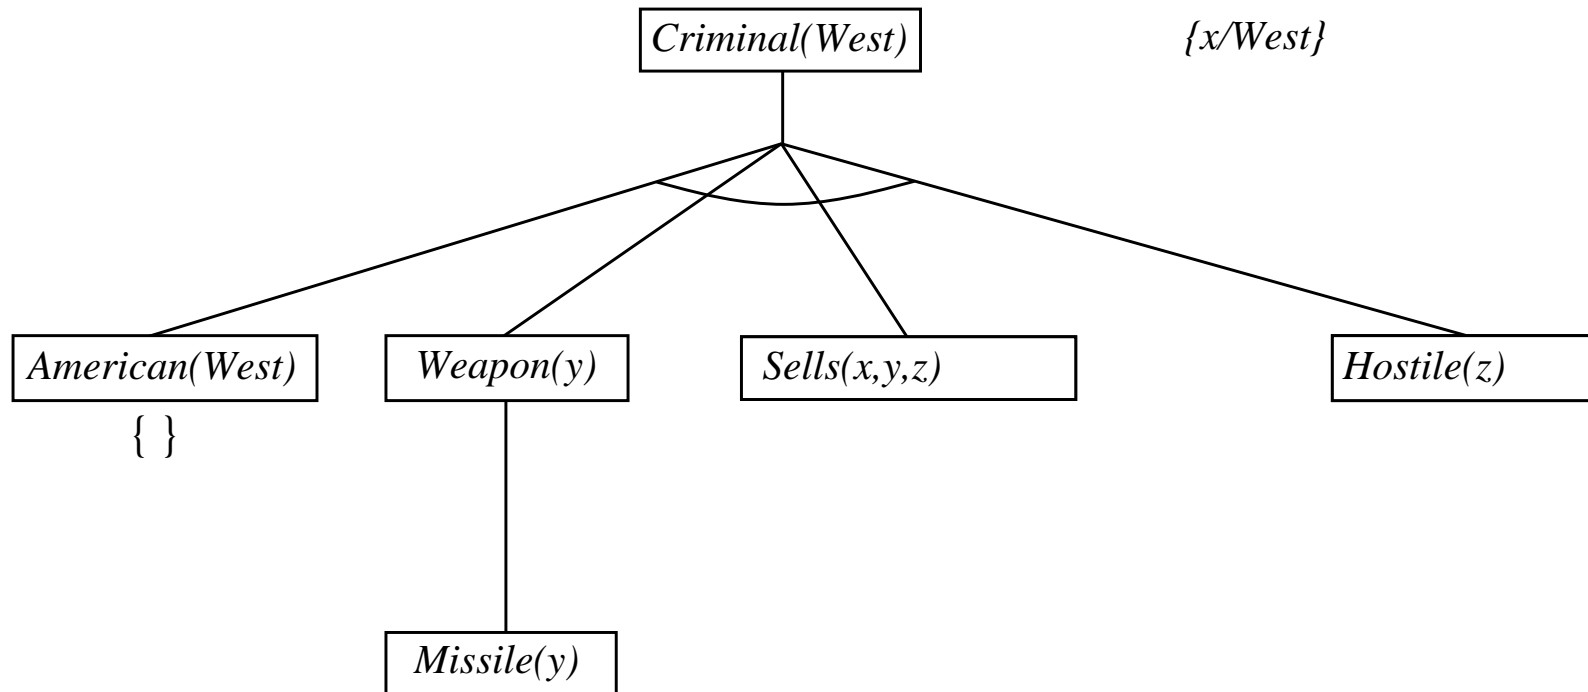 Criminal(West)
{x/West}
American(West)
Weapon(y)
Sells(x,y,z)
Hostile(z)
{ }
Missile(y)